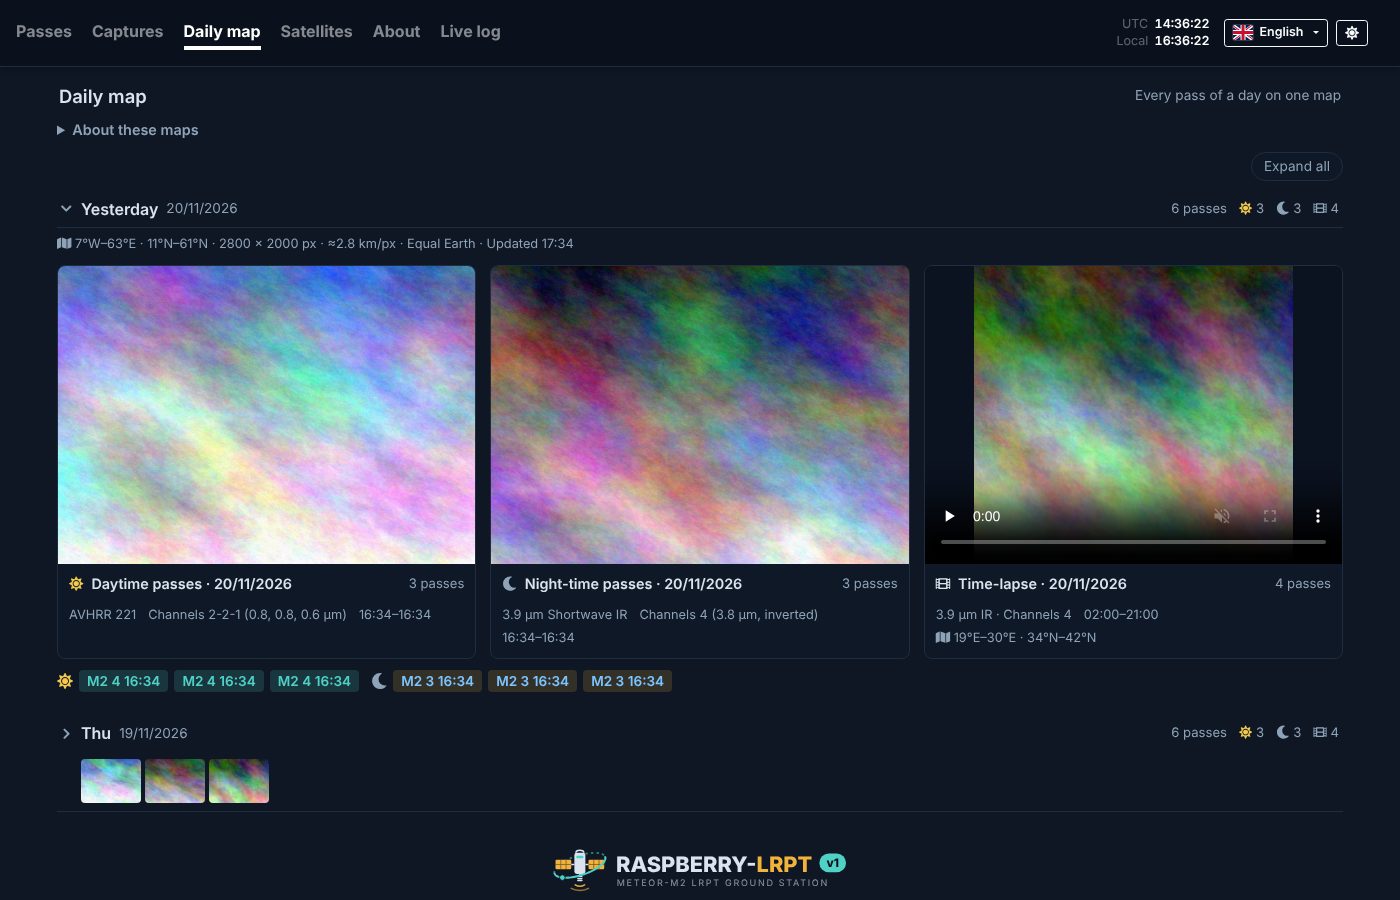 Passes Captures Daily map Satellites About Live log
UTC 14:36:22
Local 16:36:22
English
Daily map
Every pass of a day on one map
About these maps
Expand all
Yesterday 20/11/2026
6 passes 3 3 4
7°W–63°E · 11°N–61°N · 2800 × 2000 px · ≈2.8 km/px · Equal Earth · Updated 17:34
0:00
Daytime passes · 20/11/2026 3 passes
AVHRR 221 Channels 2-2-1 (0.8, 0.8, 0.6 µm) 16:34–16:34
Night-time passes · 20/11/2026 3 passes
3.9 µm Shortwave IR Channels 4 (3.8 µm, inverted)
16:34–16:34
Time-lapse · 20/11/2026 4 passes
3.9 µm IR · Channels 4 02:00–21:00
19°E–30°E · 34°N–42°N
M2 4 16:34 M2 4 16:34 M2 4 16:34 M2 3 16:34 M2 3 16:34 M2 3 16:34
Thu 19/11/2026
6 passes 3 3 4
RASPBERRY-LRPT v1
METEOR-M2 LRPT GROUND STATION